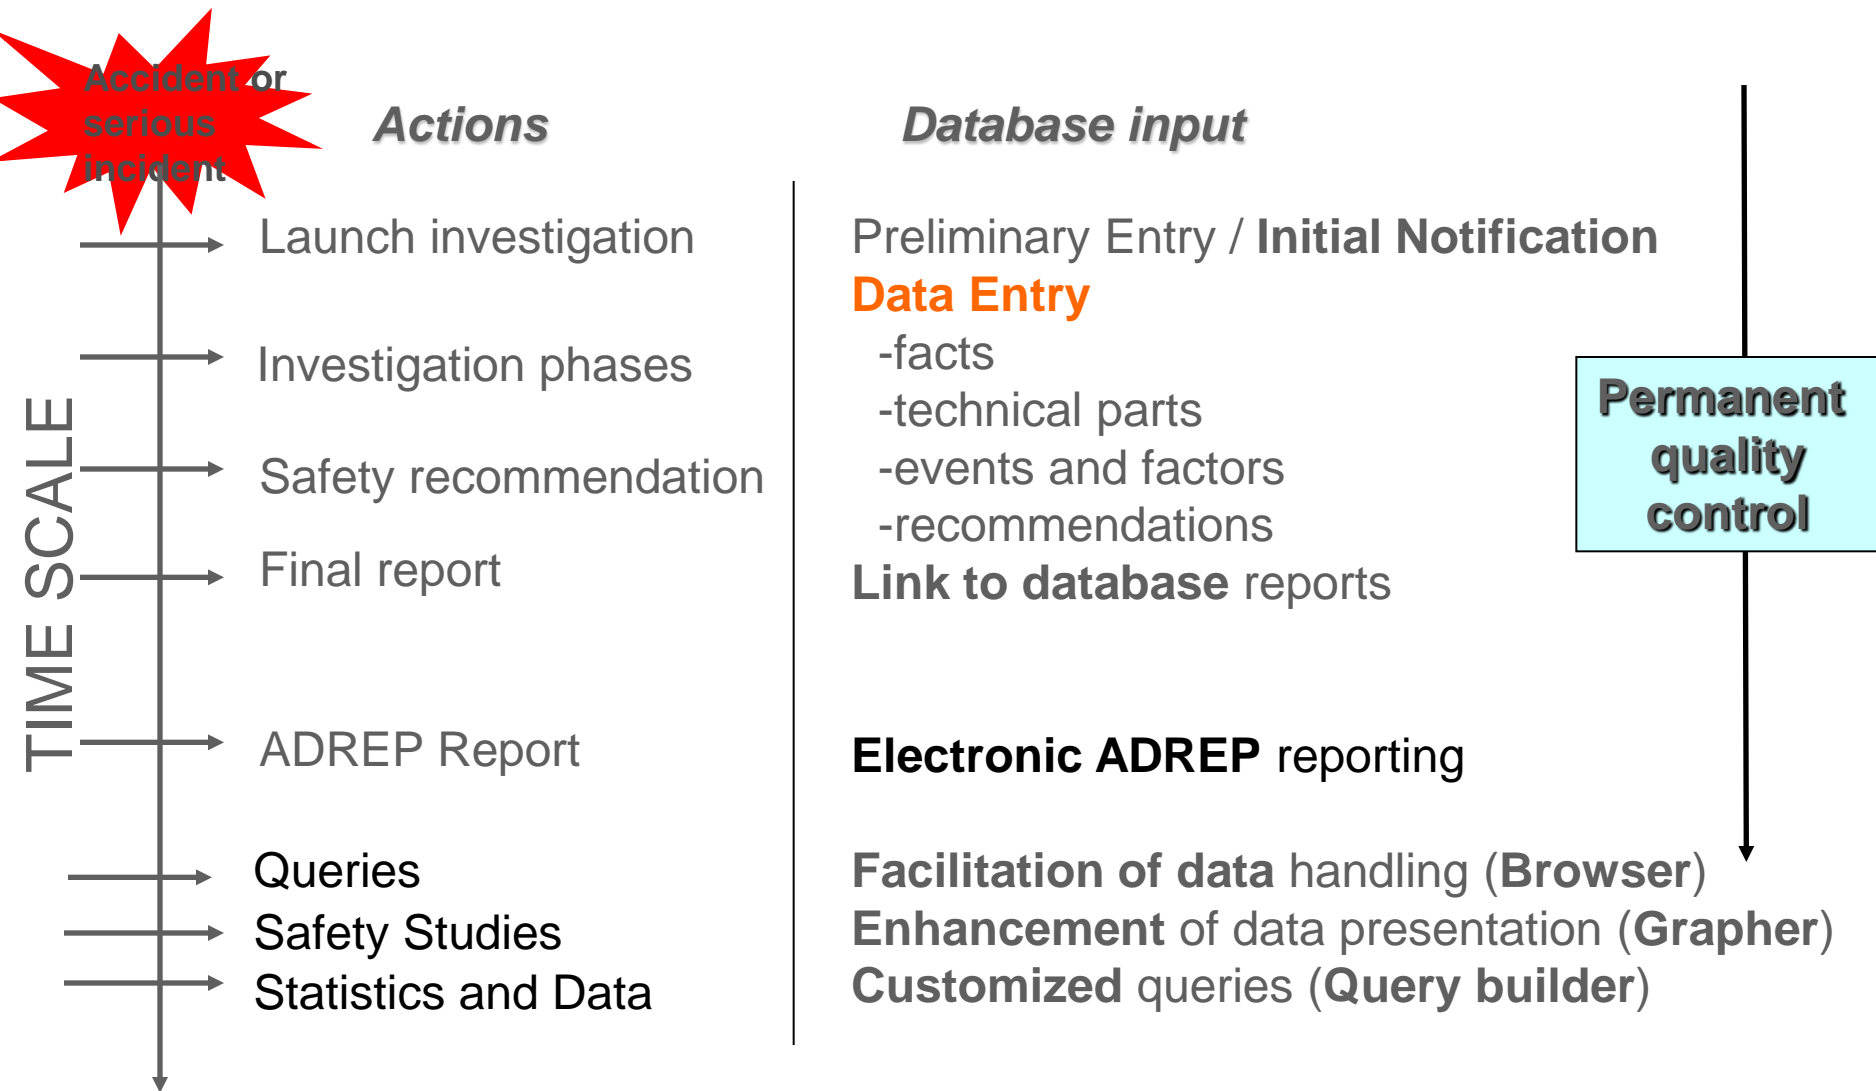 Accident or
serious
incident
Actions
Database input
TIME SCALE
Launch investigation
Investigation phases
Safety recommendation
Final report
ADREP Report
Queries
Safety Studies
Statistics and Data
Preliminary Entry / Initial Notification
Data Entry
-facts
-technical parts
-events and factors
-recommendations
Link to database reports
Electronic ADREP reporting
Facilitation of data handling (Browser)
Enhancement of data presentation (Grapher)
Customized queries (Query builder)
Permanent
quality
control